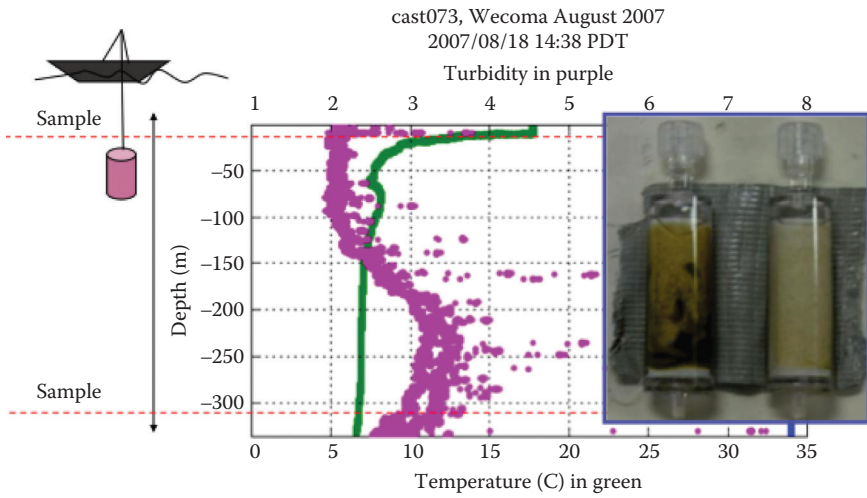 cast073, Wecoma August 2007
2007/08/18 14:38 PDT
Turbidity in purple
1 2 3 4 5 6 7 8
Sample
−50
−100
−150
−200
−250
−300
Depth (m)
Sample
0 5 10 15 20 25 30 35
Temperature (C) in green